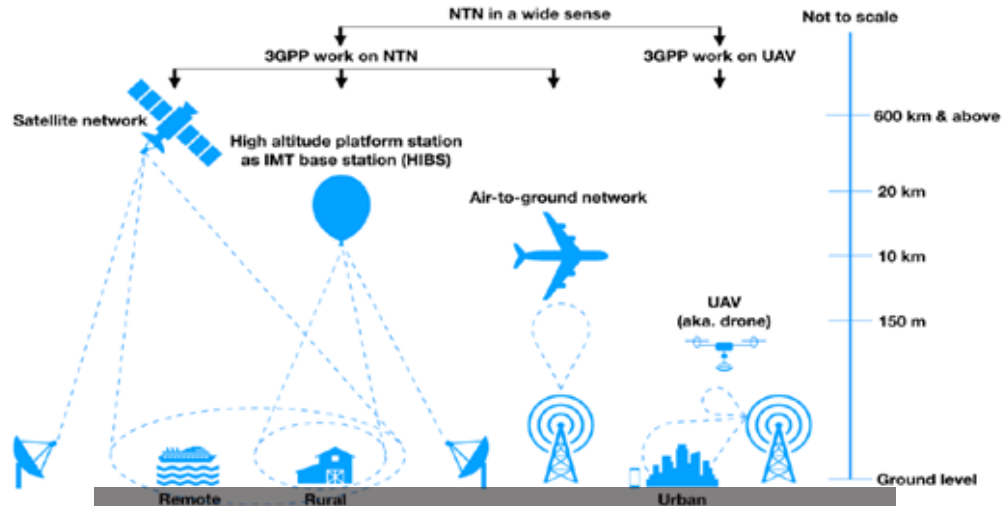 NTN in a wide sense
Not to scale
3GPP work on NTN
3GPP work on UAV
Satellite network
600 km & above
High altitude platform station
as IMT base station (HIBS)
20 km
Air-to-ground network
10 km
UAV
(aka. drone)
150 m
Ground level
Remote
Rural
Urban